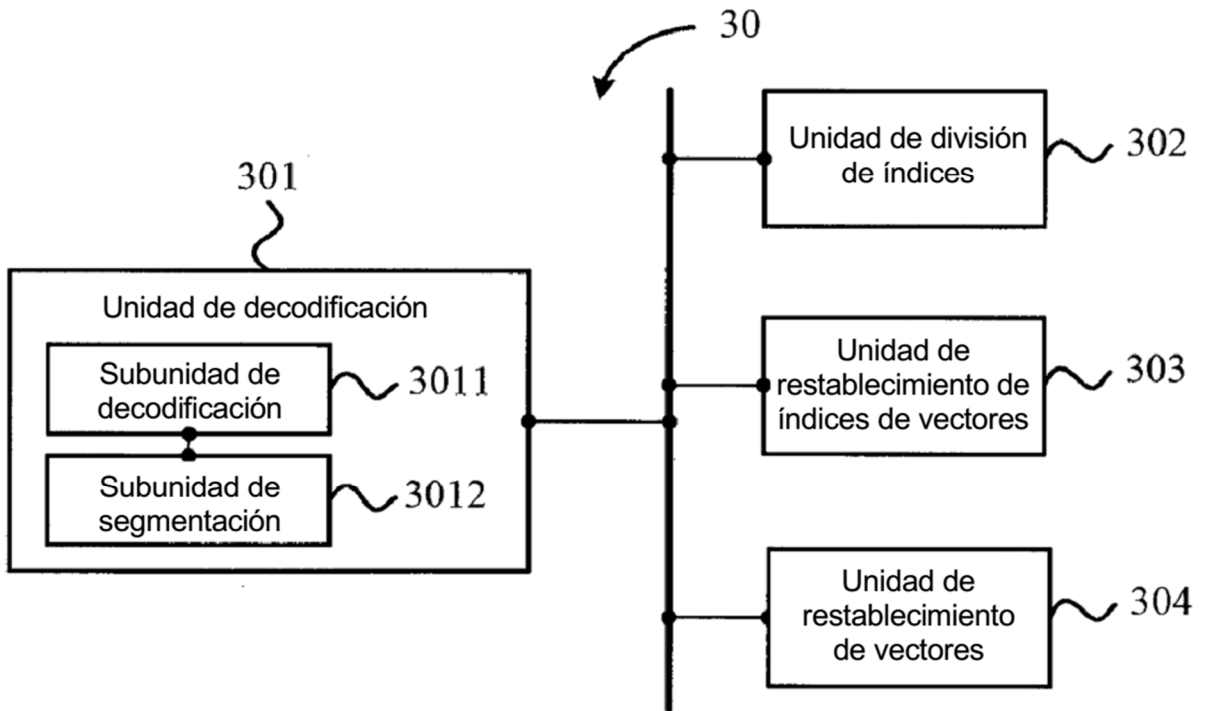 30
Unidad de división
de índices
302
301
Unidad de decodificación
Subunidad de
decodificación
3011
Subunidad de
segmentación
3012
Unidad de
restablecimiento de
índices de vectores
303
Unidad de
restablecimiento
de vectores
304